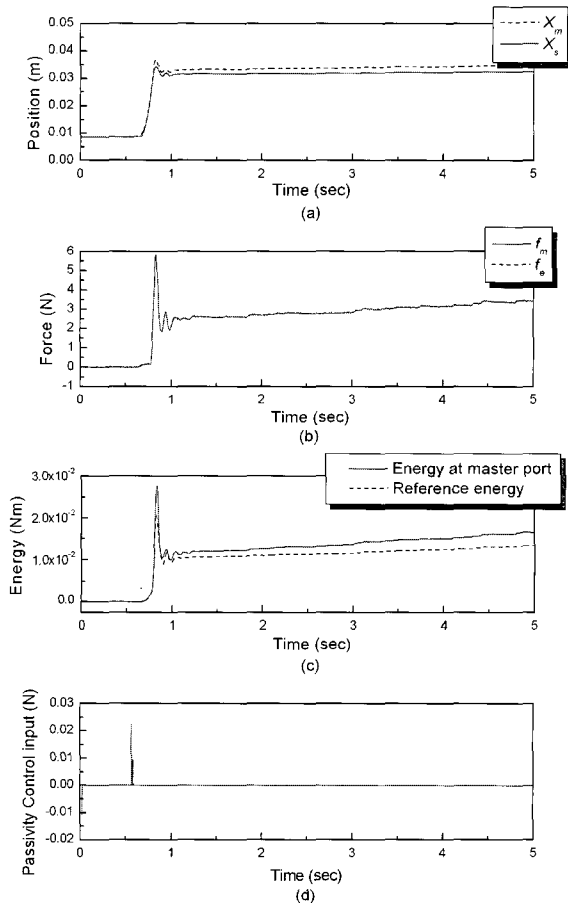 0.05
0.04
0.03
0.02
0.01
0.00
Position (m)
X_m
X_s
0 1 2 3 4 5
Time (sec)
(a)
6
5
4
3
2
1
0
-1
Force (N)
f_m
f_e
0 1 2 3 4 5
Time (sec)
(b)
3.0x10⁻²
2.0x10⁻²
1.0x10⁻²
0.0
Energy (Nm)
Energy at master port
Reference energy
0 1 2 3 4 5
Time (sec)
(c)
0.03
0.02
0.01
0.00
-0.01
-0.02
Passivity Control input (N)
0 1 2 3 4 5
Time (sec)
(d)